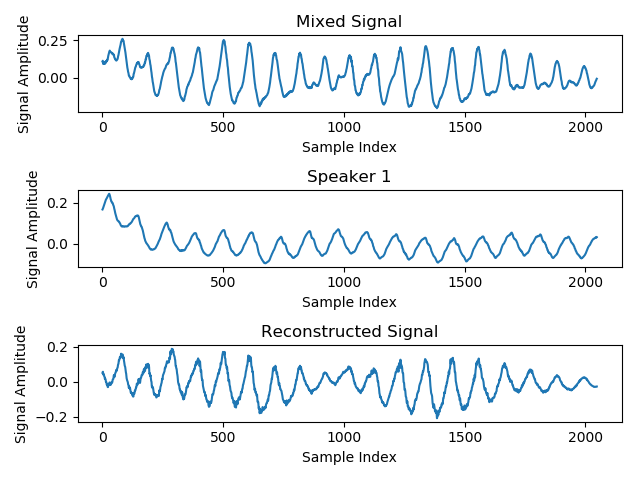 Mixed Signal
Signal Amplitude
0.25
0.00
0 500 1000 1500 2000
Sample Index
Speaker 1
Signal Amplitude
0.2
0.0
0 500 1000 1500 2000
Sample Index
Reconstructed Signal
Signal Amplitude
0.2
0.0
−0.2
0 500 1000 1500 2000
Sample Index